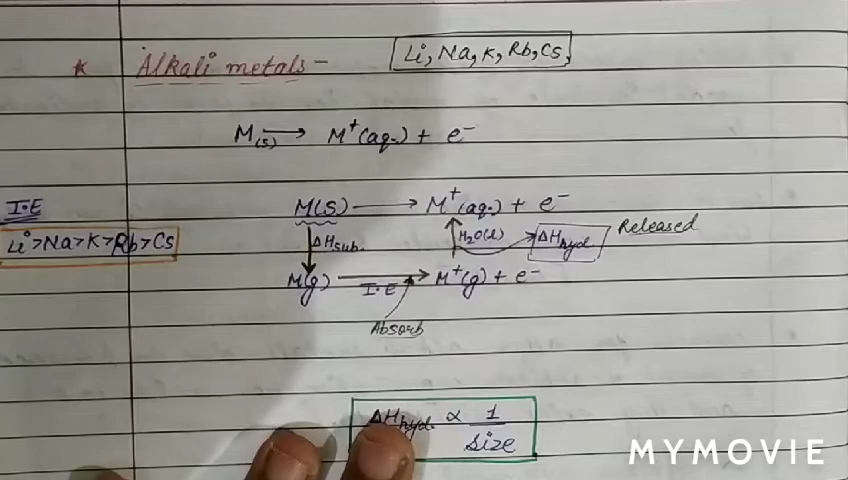 * Alkali metals - Li, Na, K, Rb, Cs,
M(s) → M⁺(aq.) + e⁻
I.E M(S) → M⁺(aq.) + e⁻
Li>Na>K>Rb>Cs ΔHsub. H₂O(l) ΔHhyd Released
M(g) → M⁺(g) + e⁻
I.E
Absorb
ΔHhyd. ∝ 1/size
MYMOVIE